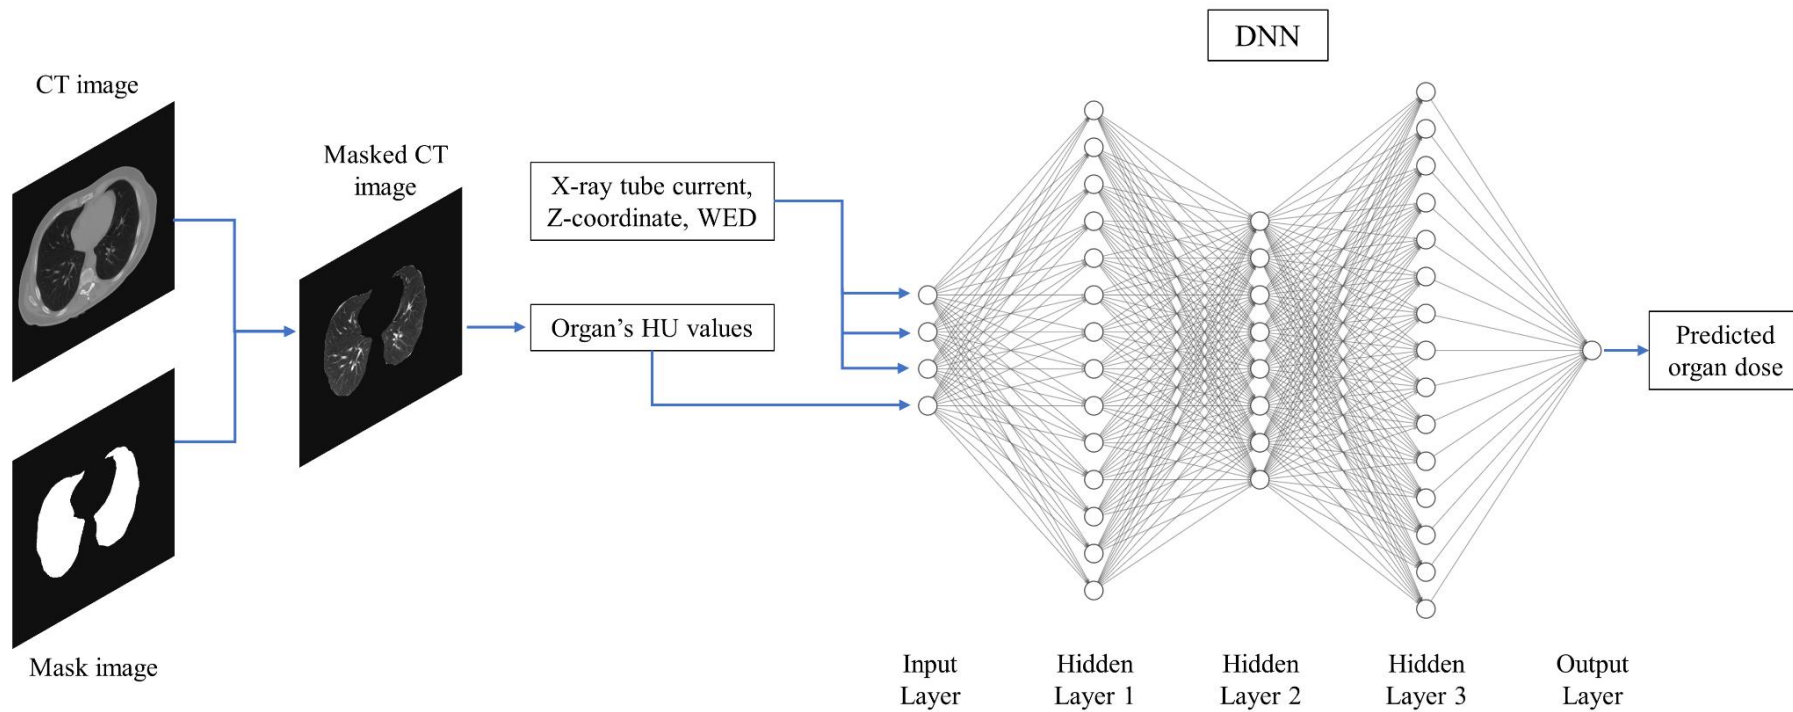 DNN
CT image
Masked CT
image
X-ray tube current,
Z-coordinate, WED
Organ’s HU values
Predicted
organ dose
Mask image
Input
Layer
Hidden
Layer 1
Hidden
Layer 2
Hidden
Layer 3
Output
Layer